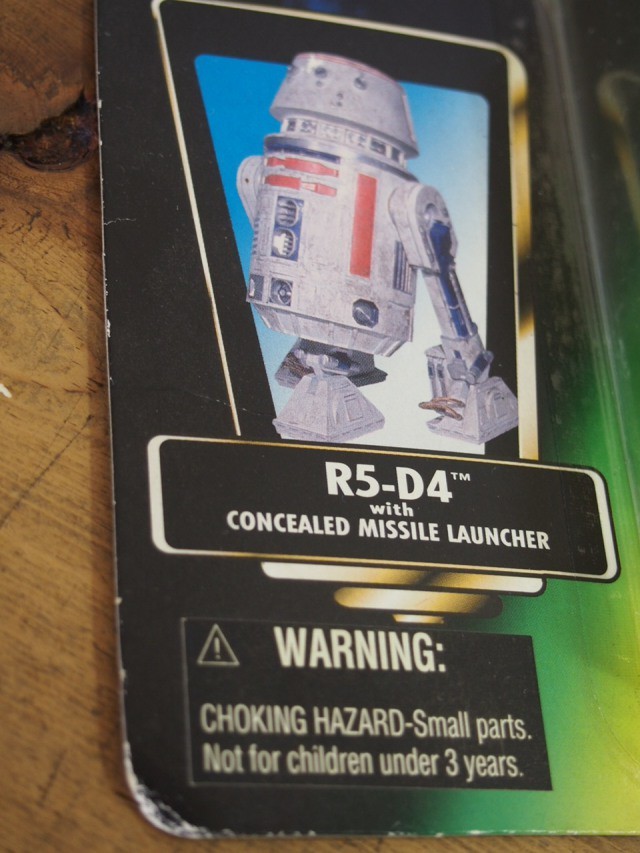 R5-D4™
with
CONCEALED MISSILE LAUNCHER
WARNING:
CHOKING HAZARD-Small parts.
Not for children under 3 years.